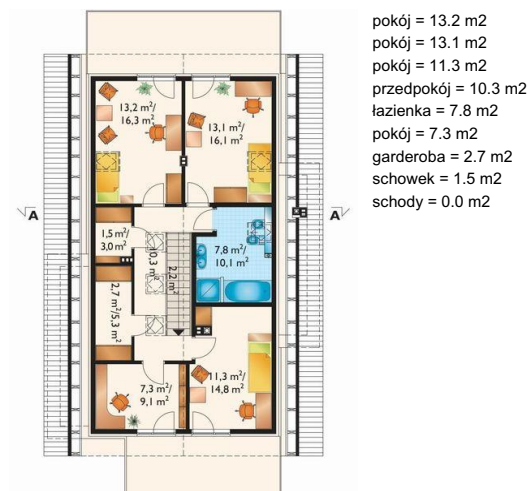 pokój = 13.2 m2
pokój = 13.1 m2
pokój = 11.3 m2
przedpokój = 10.3 m2
łazienka = 7.8 m2
pokój = 7.3 m2
garderoba = 2.7 m2
schowek = 1.5 m2
schody = 0.0 m2
13,2 m²/
16,3 m²
13,1 m²/
16,1 m²
A
A
1,5 m²/
3,0 m²
10,3 m²
2,2 m²
7,8 m²/
10,1 m²
2,7 m²/5,3 m²
7,3 m²/
9,1 m²
11,3 m²/
14,8 m²